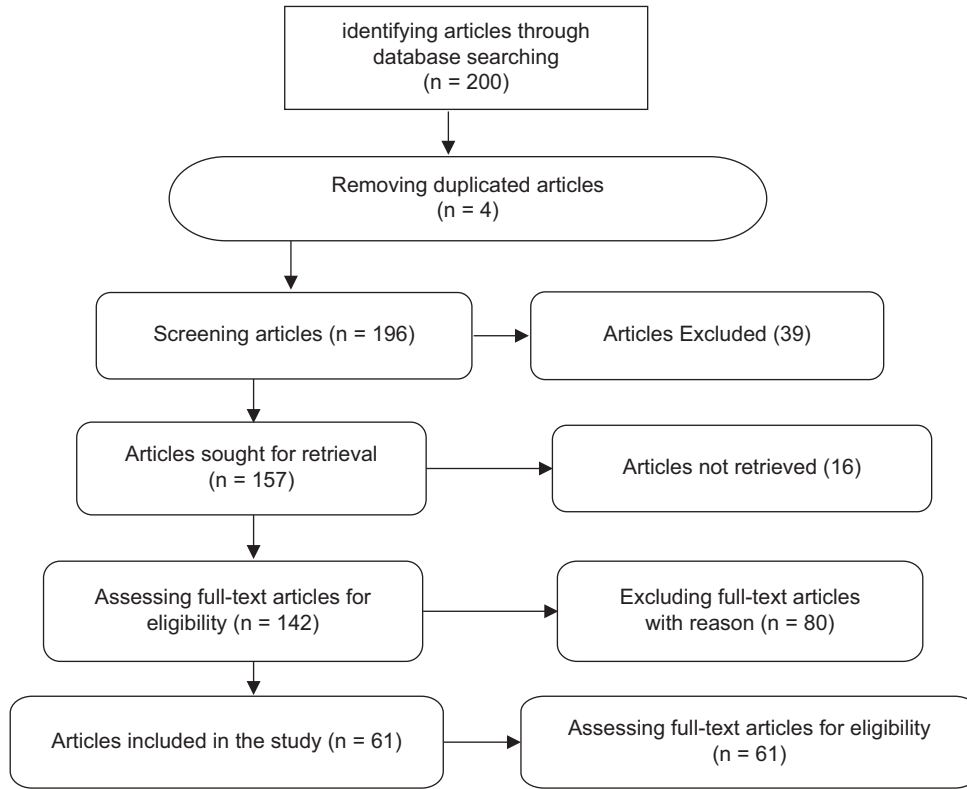 identifying articles through
database searching
(n = 200)
Removing duplicated articles
(n = 4)
Screening articles (n = 196)
Articles Excluded (39)
Articles sought for retrieval
(n = 157)
Articles not retrieved (16)
Assessing full-text articles for
eligibility (n = 142)
Excluding full-text articles
with reason (n = 80)
Articles included in the study (n = 61)
Assessing full-text articles for eligibility
(n = 61)